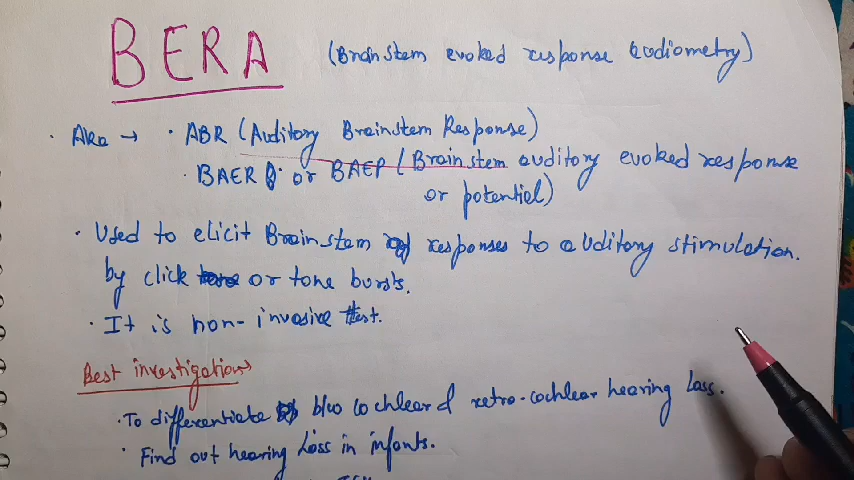 BERA (Brainstem evoked response audiometry)
· Aka → · ABR (Auditory Brainstem Response)
· BAER or BAEP (Brainstem auditory evoked response
or potential)
· Used to elicit Brainstem responses to auditory stimulation.
by click or tone bursts.
· It is non-invasive test.
Best investigation
· To differentiate b/w cochlear & retro-cochlear hearing loss.
· Find out hearing Loss in infants.